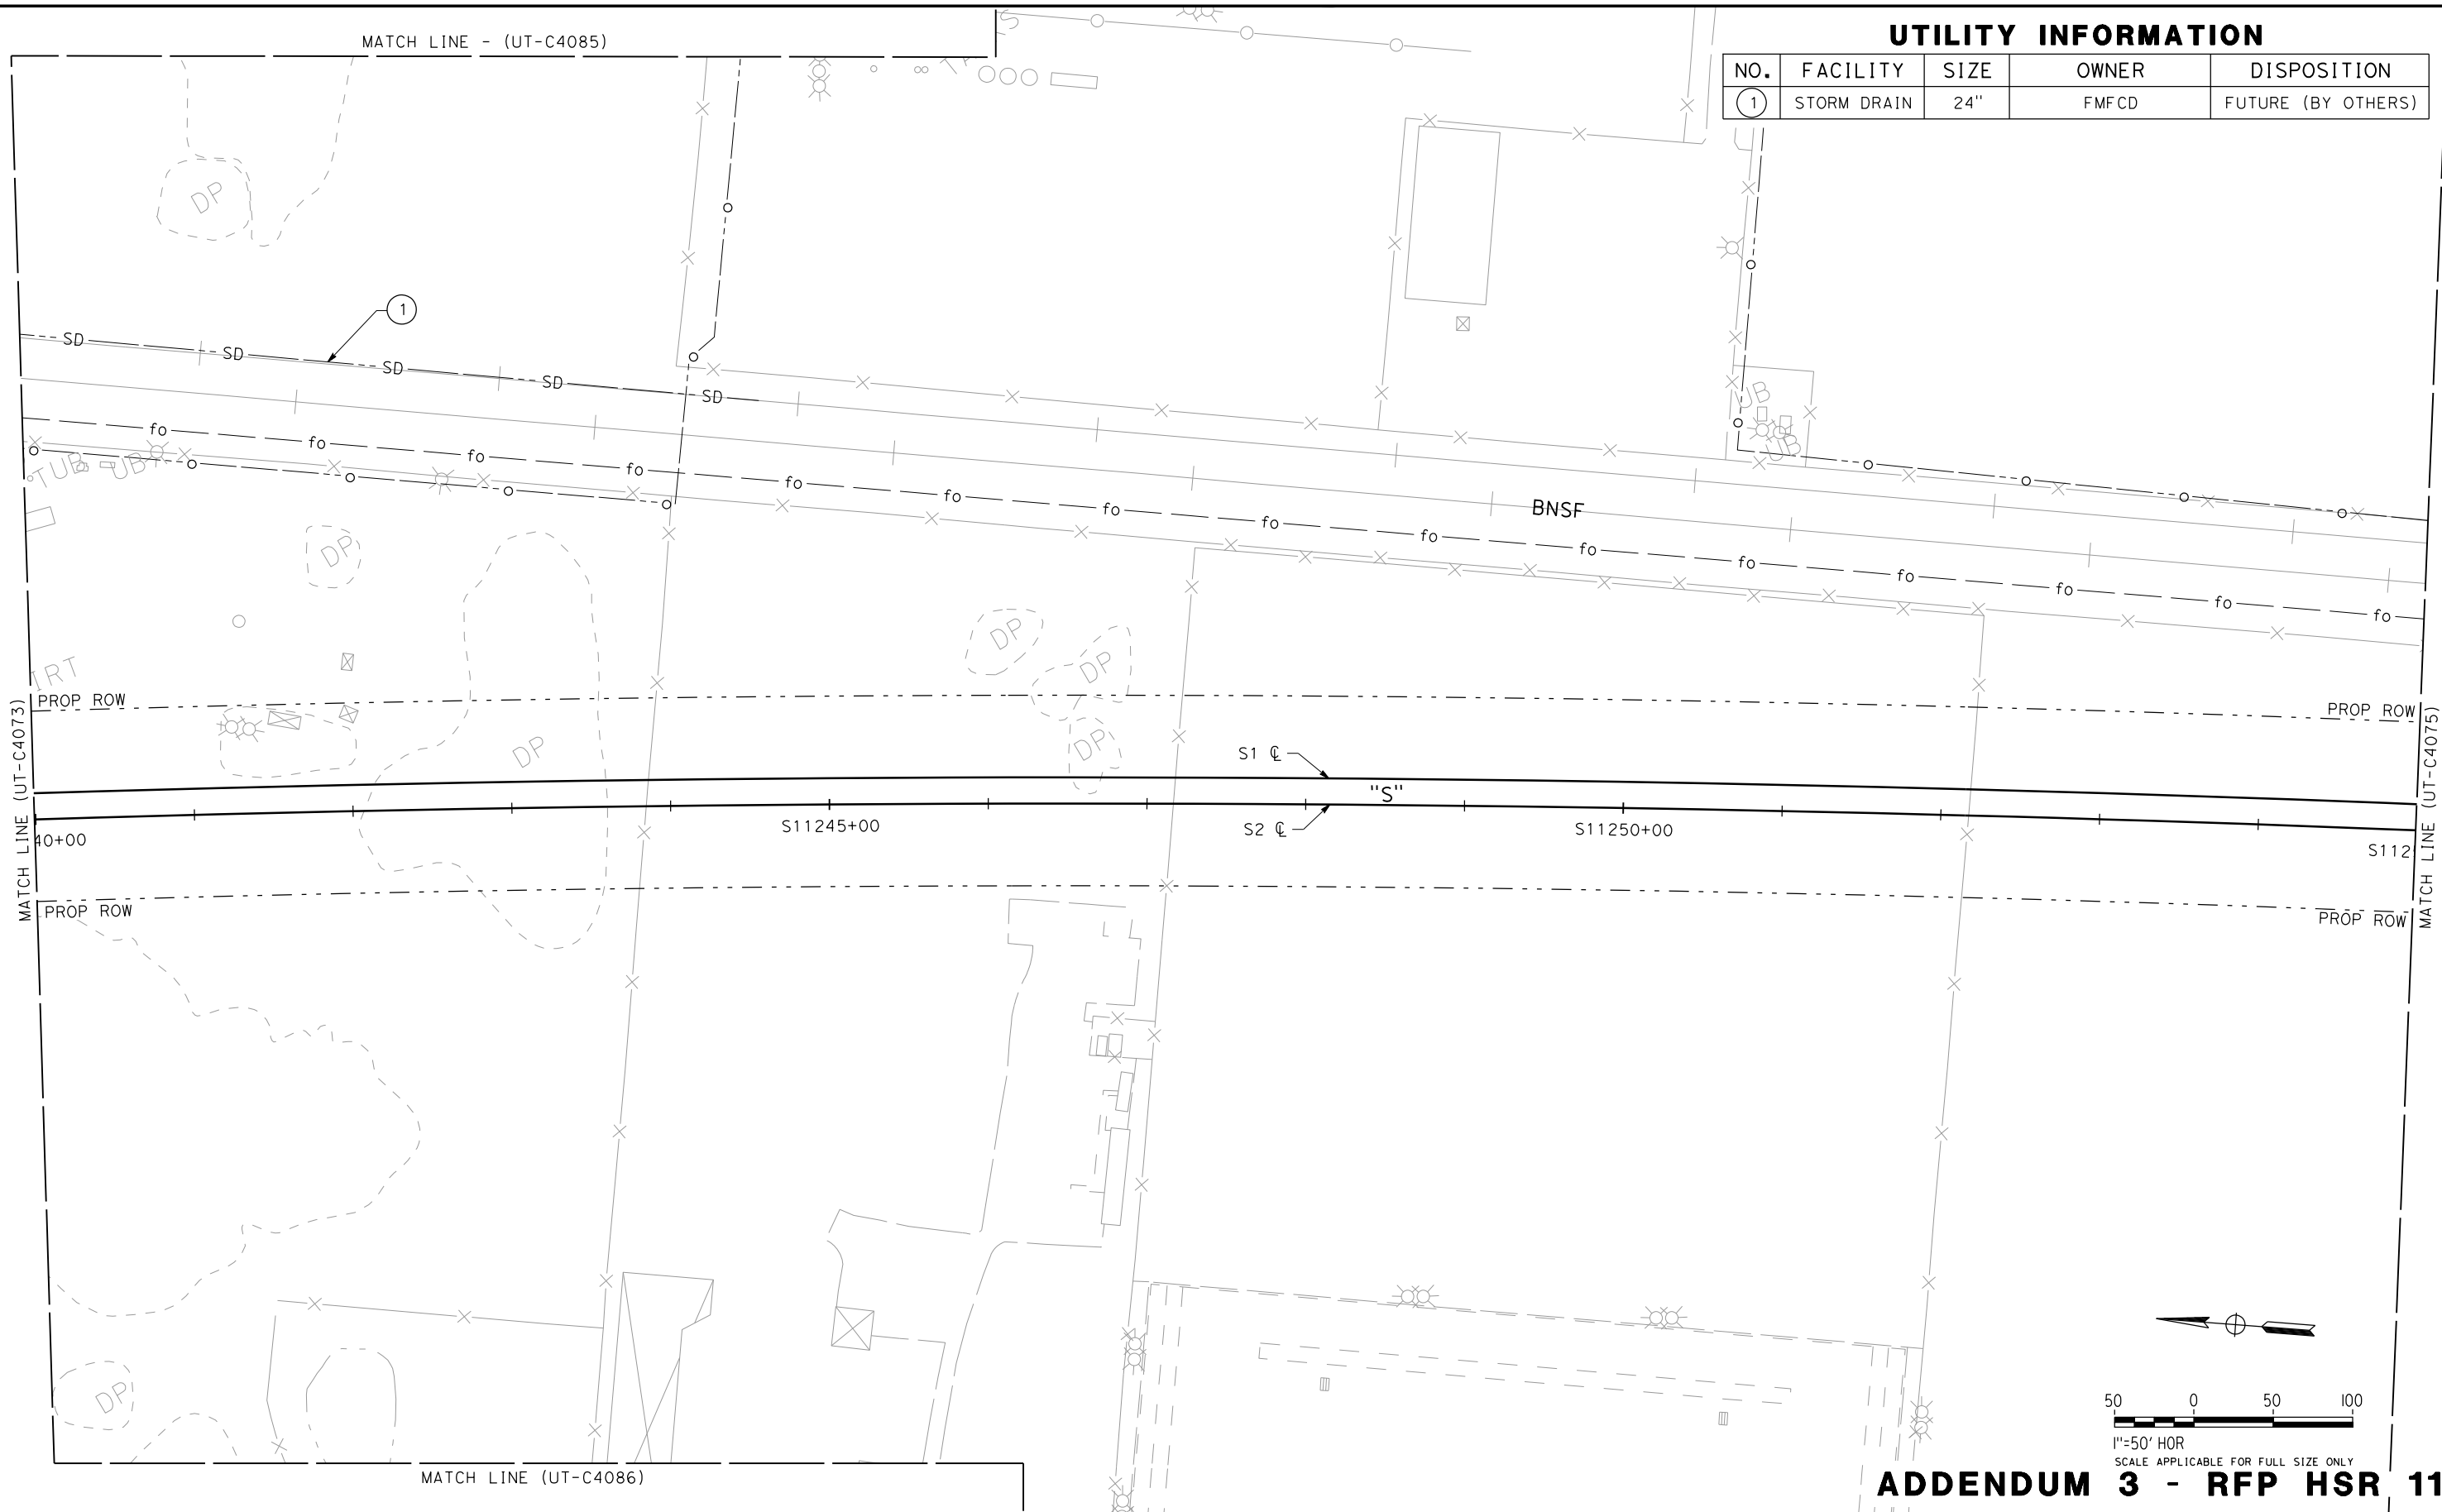 MATCH LINE - (UT-C4085)
UTILITY INFORMATION
NO. FACILITY SIZE OWNER DISPOSITION
1 STORM DRAIN 24" FMFCD FUTURE (BY OTHERS)
DP
1
SD SD SD SD SD
UB
UB
fo fo fo fo fo fo fo fo fo fo fo fo fo fo fo
TUB UB
BNSF
DP
DP
DP
IRT
PROP ROW
PROP ROW
MATCH LINE (UT-C4073)
MATCH LINE (UT-C4075)
DP
DP
S1 ℄
"S"
S2 ℄
40+00
S11245+00
S11250+00
S112
PROP ROW
PROP ROW
DP
50 0 50 100
1"=50' HOR
SCALE APPLICABLE FOR FULL SIZE ONLY
MATCH LINE (UT-C4086)
ADDENDUM 3 - RFP HSR 11